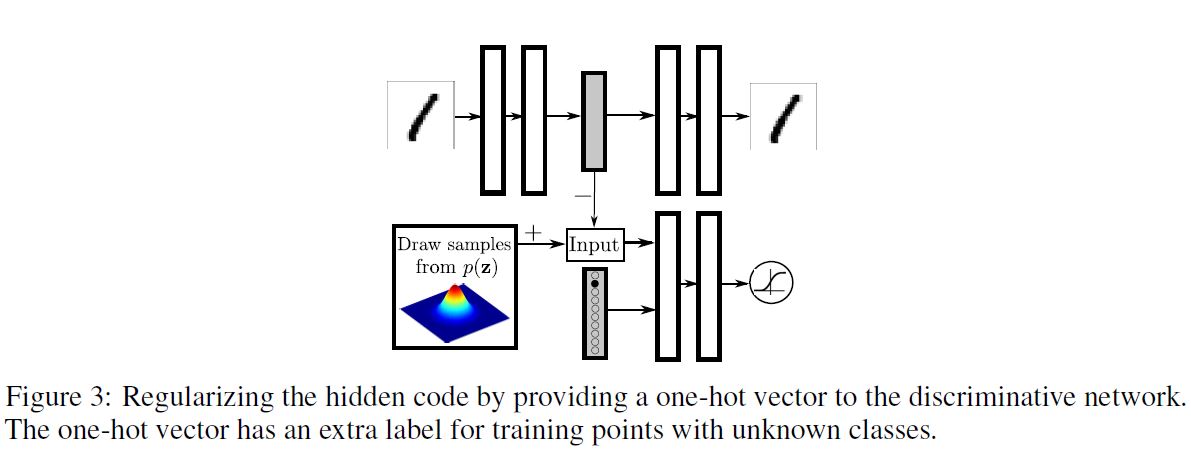 −
+
Draw samples
from p(z)
Input
Figure 3: Regularizing the hidden code by providing a one-hot vector to the discriminative network.
The one-hot vector has an extra label for training points with unknown classes.